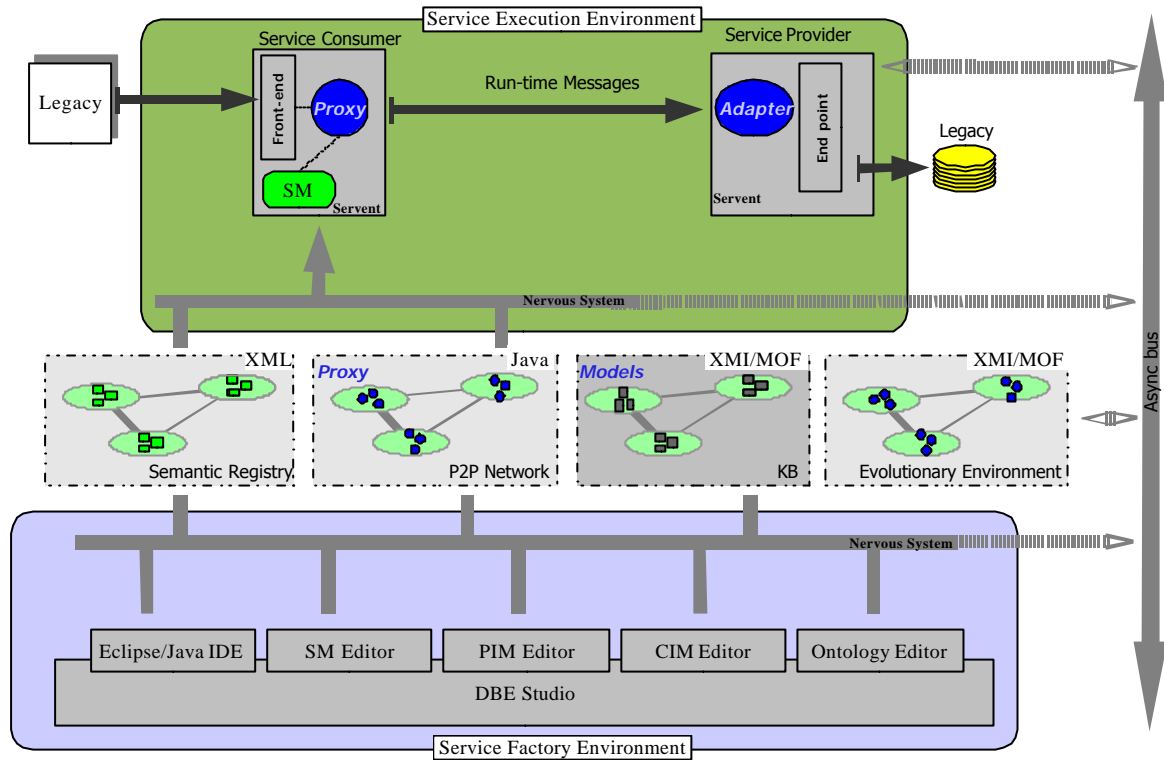 Service Execution Environment
Service Consumer
Service Provider
Legacy
Front-end
Proxy
SM
Servent
Run-time Messages
Adapter
End point
Servent
Legacy
Nervous System
Async bus
XML
Semantic Registry
Proxy
Java
P2P Network
Models
XMI/MOF
KB
XMI/MOF
Evolutionary Environment
Nervous System
Eclipse/Java IDE
SM Editor
PIM Editor
CIM Editor
Ontology Editor
DBE Studio
Service Factory Environment